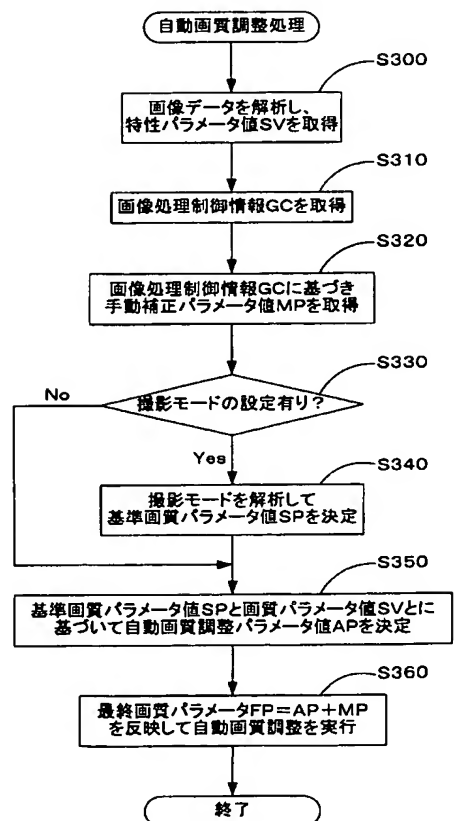 自動画質調整処理
S300
画像データを解析し、
特性パラメータ値SVを取得
S310
画像処理制御情報GCを取得
S320
画像処理制御情報GCに基づき
手動補正パラメータ値MPを取得
S330
No
撮影モードの設定有り?
Yes
S340
撮影モードを解析して
基準画質パラメータ値SPを決定
S350
基準画質パラメータ値SPと画質パラメータ値SVとに
基づいて自動画質調整パラメータ値APを決定
S360
最終画質パラメータFP=AP+MP
を反映して自動画質調整を実行
終了